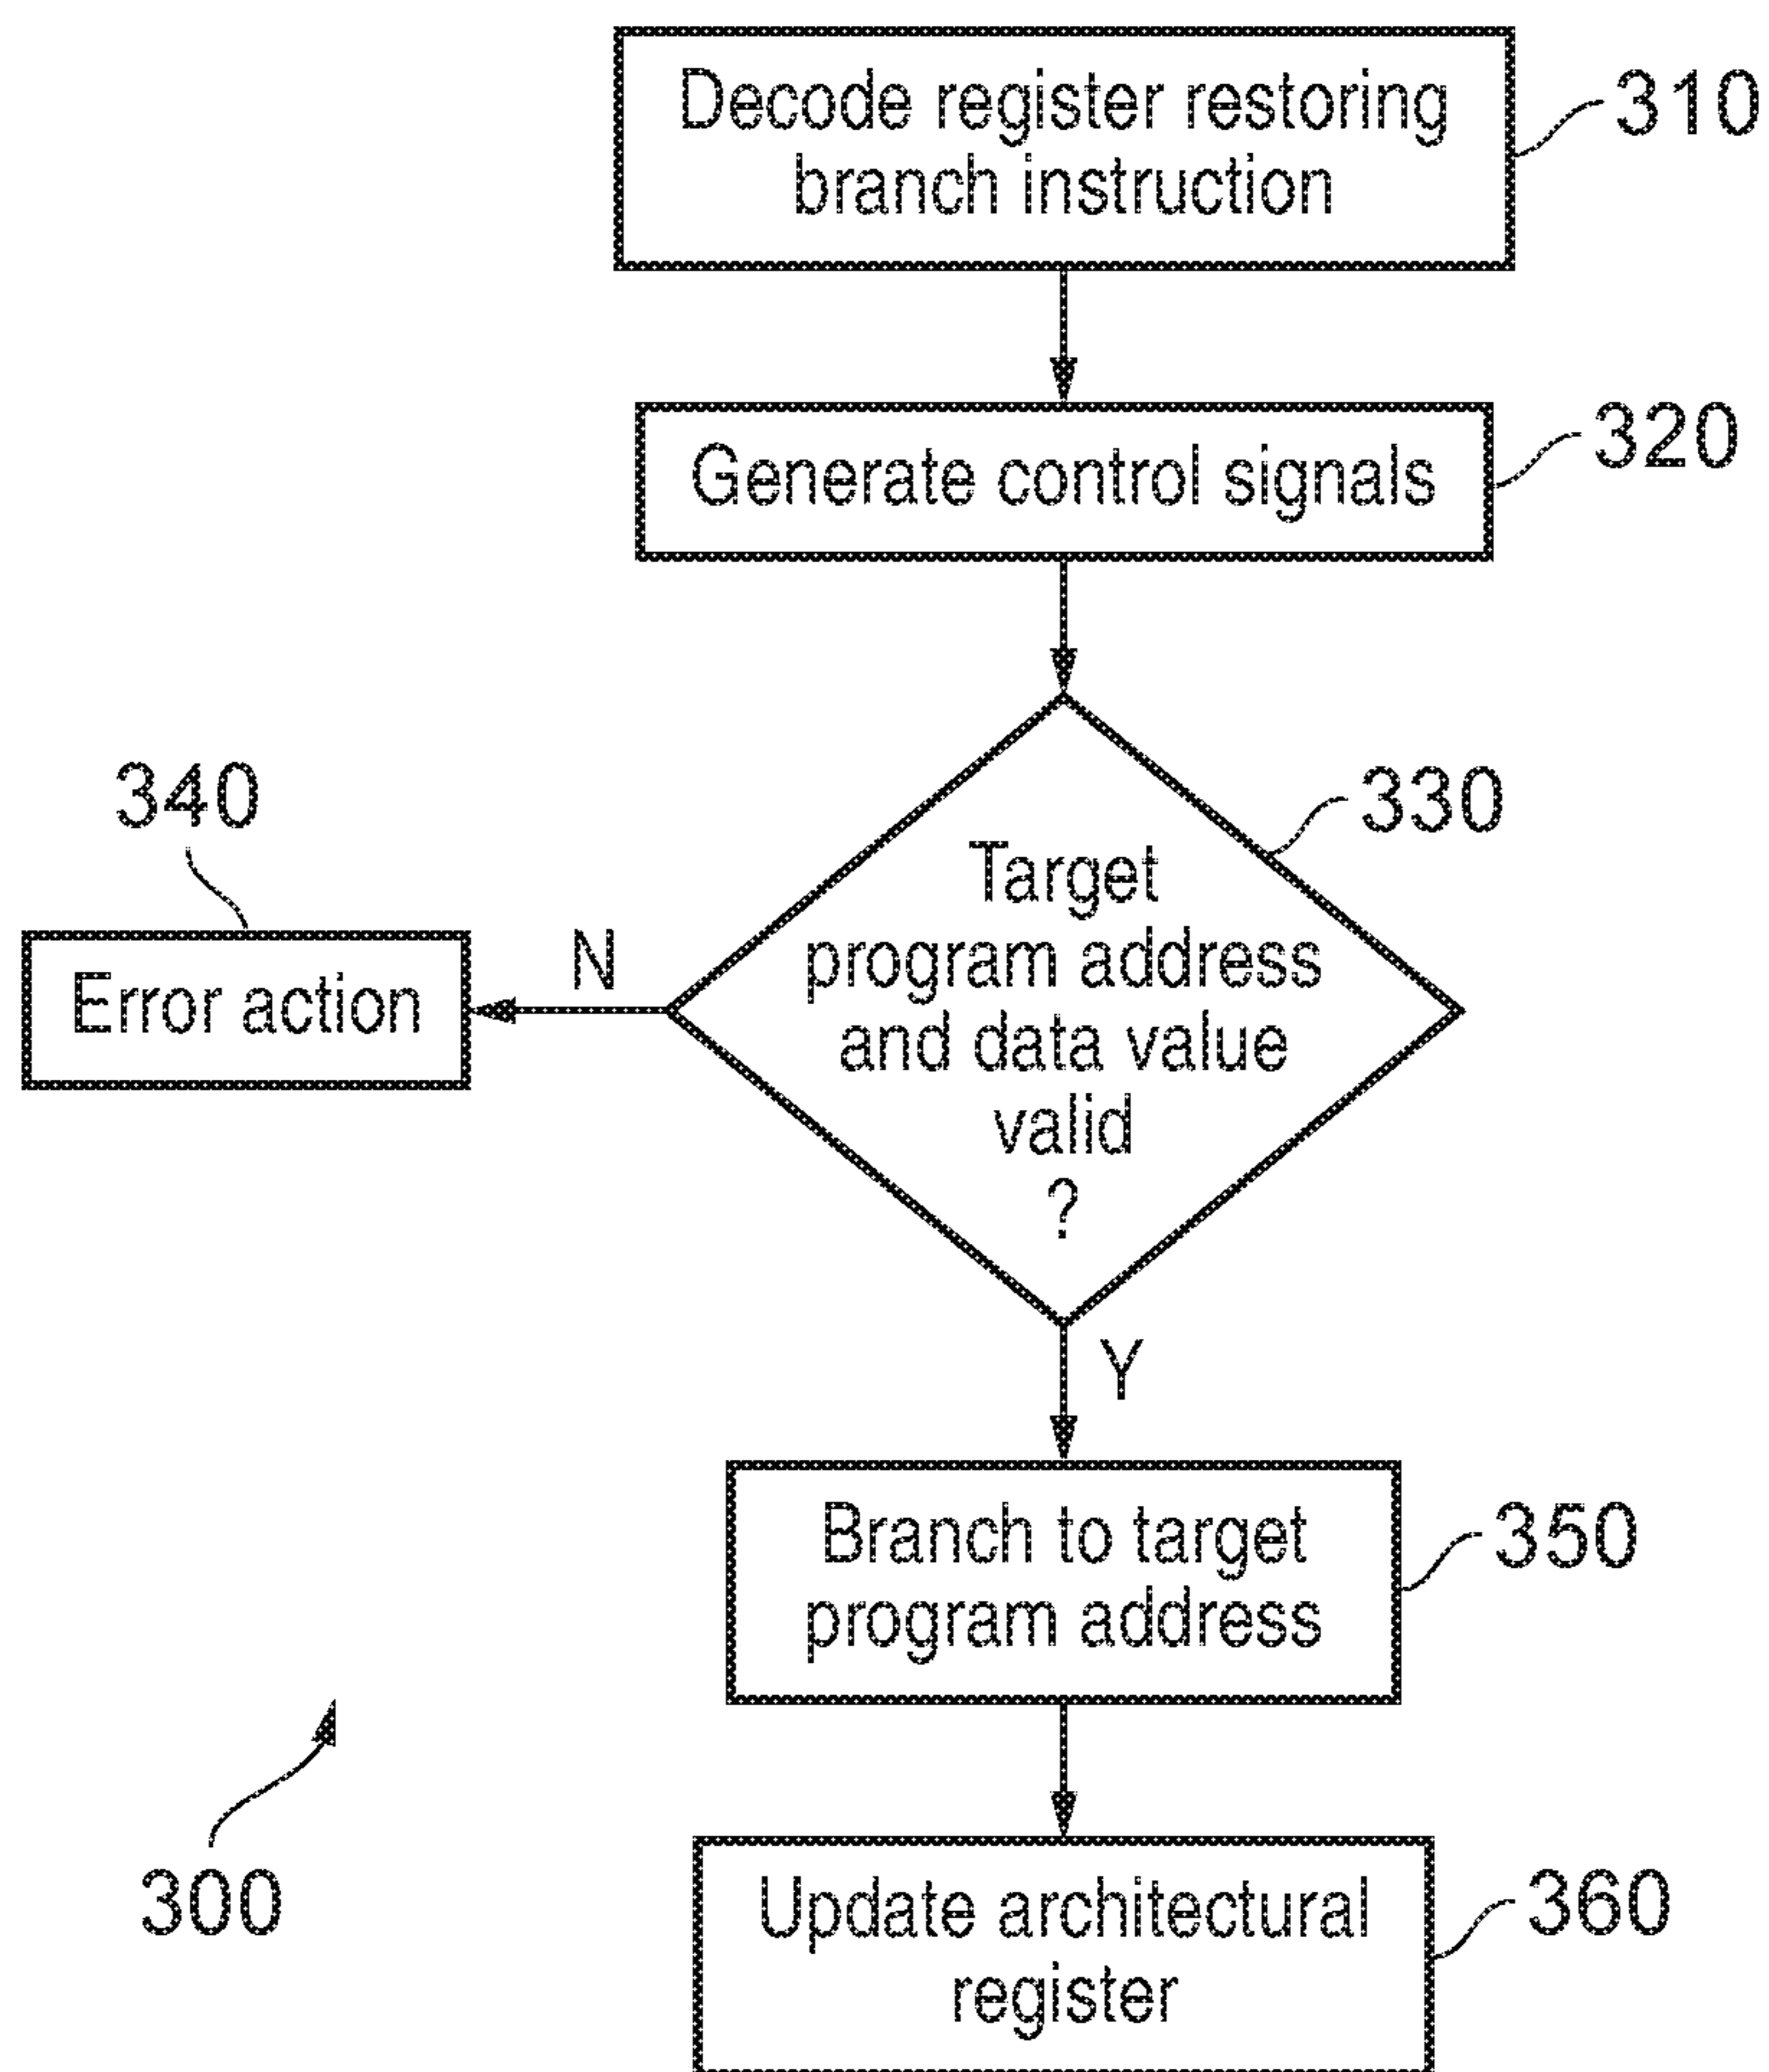 Decode register restoring
branch instruction
310
Generate control signals
320
340
330
Error action
N
Target
program address
and data value
valid
?
Y
Branch to target
program address
350
300
Update architectural
register
360